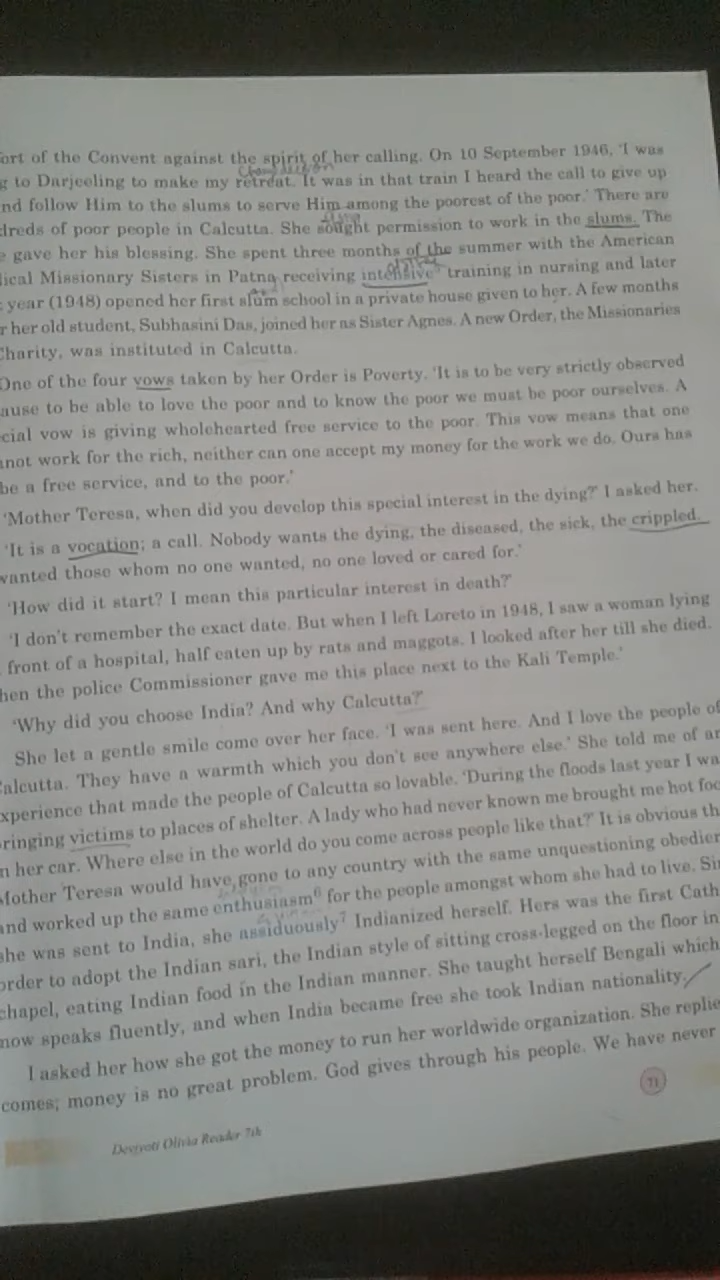 ort of the Convent against the spirit of her calling. On 10 September 1946, 'I was
g to Darjeeling to make my retreat. It was in that train I heard the call to give up
nd follow Him to the slums to serve Him among the poorest of the poor.' There are
dreds of poor people in Calcutta. She sought permission to work in the slums. The
e gave her his blessing. She spent three months of the summer with the American
lical Missionary Sisters in Patna receiving intensive training in nursing and later
year (1948) opened her first slum school in a private house given to her. A few months
r her old student, Subhasini Das, joined her as Sister Agnes. A new Order, the Missionaries
Charity, was instituted in Calcutta.
One of the four vows taken by her Order is Poverty. 'It is to be very strictly observed
ause to be able to love the poor and to know the poor we must be poor ourselves. A
cial vow is giving wholehearted free service to the poor. This vow means that one
nnot work for the rich, neither can one accept my money for the work we do. Ours has
be a free service, and to the poor.'
'Mother Teresa, when did you develop this special interest in the dying?' I asked her.
'It is a vocation; a call. Nobody wants the dying, the diseased, the sick, the crippled.
wanted those whom no one wanted, no one loved or cared for.'
'How did it start? I mean this particular interest in death?'
'I don't remember the exact date. But when I left Loreto in 1948, I saw a woman lying
front of a hospital, half eaten up by rats and maggots. I looked after her till she died.
hen the police Commissioner gave me this place next to the Kali Temple.'
'Why did you choose India? And why Calcutta?'
She let a gentle smile come over her face. 'I was sent here. And I love the people of
Calcutta. They have a warmth which you don't see anywhere else.' She told me of an
xperience that made the people of Calcutta so lovable. 'During the floods last year I wa
ringing victims to places of shelter. A lady who had never known me brought me hot foo
n her car. Where else in the world do you come across people like that?' It is obvious th
Mother Teresa would have gone to any country with the same unquestioning obedien
and worked up the same enthusiasm⁶ for the people amongst whom she had to live. Sin
she was sent to India, she assiduously⁷ Indianized herself. Hers was the first Cath
order to adopt the Indian sari, the Indian style of sitting cross-legged on the floor in
chapel, eating Indian food in the Indian manner. She taught herself Bengali which
now speaks fluently, and when India became free she took Indian nationality.
I asked her how she got the money to run her worldwide organization. She replie
comes; money is no great problem. God gives through his people. We have never
71
Devjyoti Olivia Reader 7th